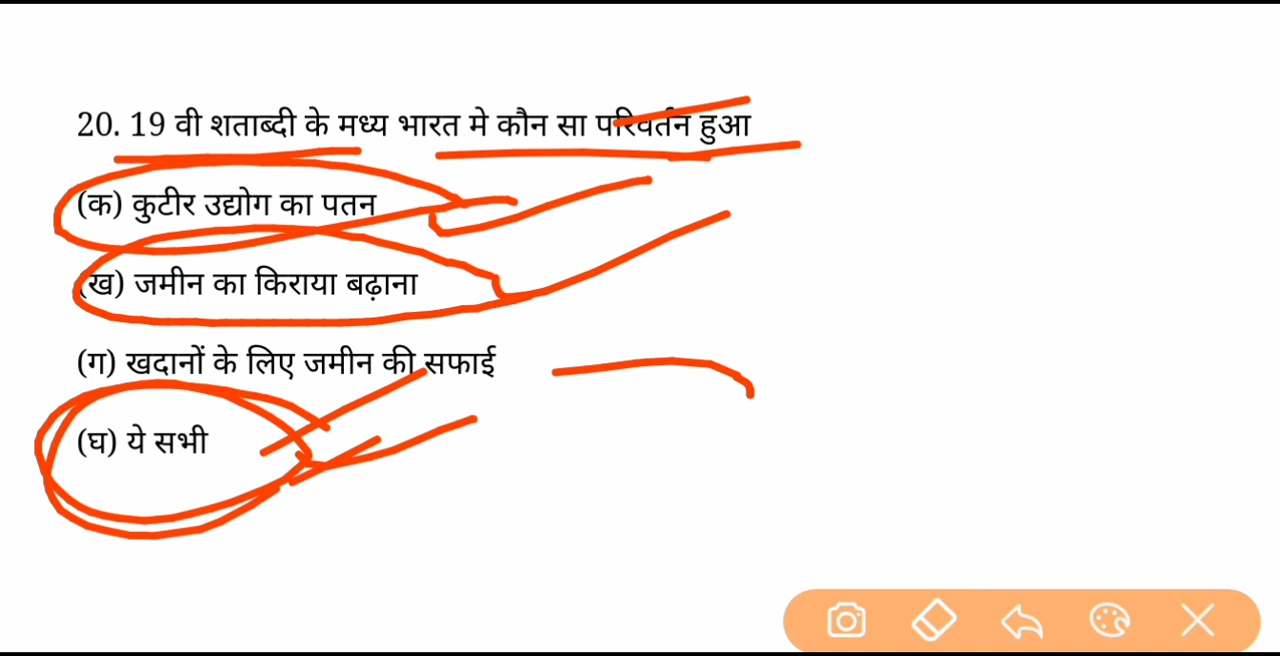 20. 19 वी शताब्दी के मध्य भारत मे कौन सा परिवर्तन हुआ
(क) कुटीर उद्योग का पतन
(ख) जमीन का किराया बढ़ाना
(ग) खदानों के लिए जमीन की सफाई
(घ) ये सभी